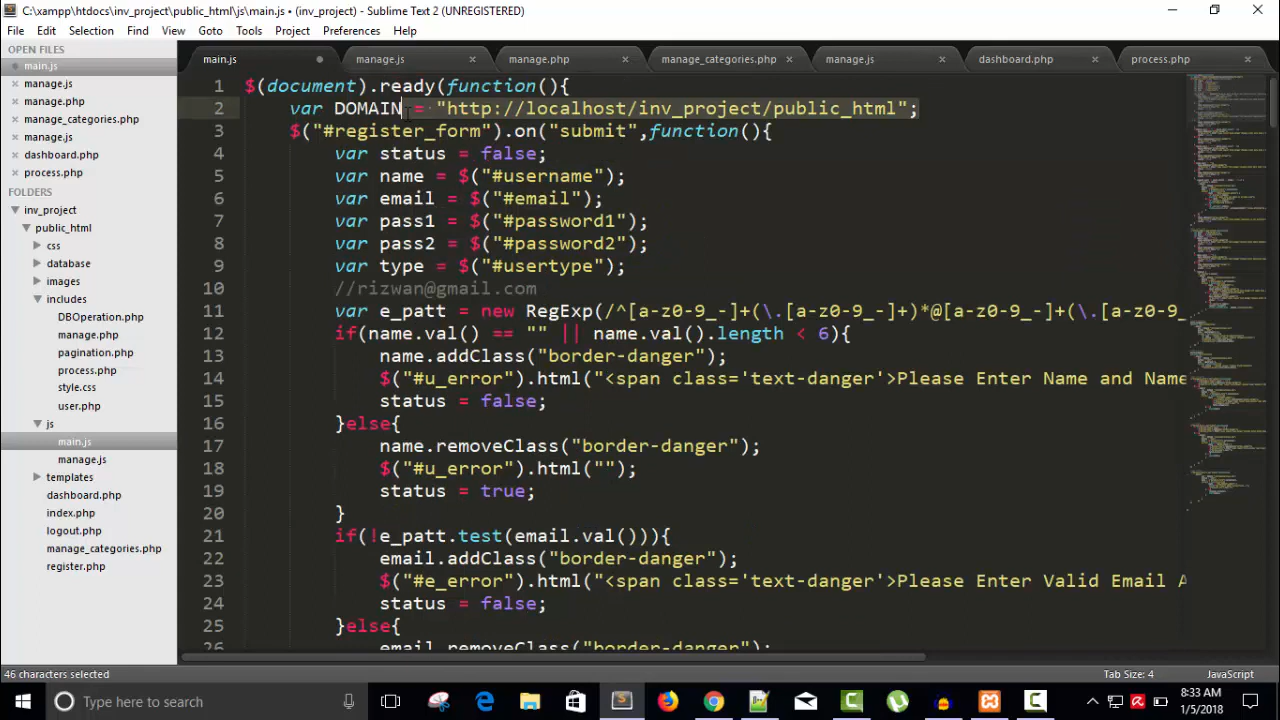 C:\xampp\htdocs\inv_project\public_html\js\main.js • (inv_project) - Sublime Text 2 (UNREGISTERED)
File Edit Selection Find View Goto Tools Project Preferences Help
OPEN FILES
main.js
manage.js
manage.php
manage_categories.php
manage.js
dashboard.php
process.php
FOLDERS
inv_project
public_html
css
database
images
includes
DBOperation.php
manage.php
pagination.php
process.php
style.css
user.php
js
main.js
manage.js
templates
dashboard.php
index.php
logout.php
manage_categories.php
register.php
main.js manage.js manage.php manage_categories.php manage.js dashboard.php process.php
1 $(document).ready(function(){
2 var DOMAIN = "http://localhost/inv_project/public_html";
3 $("#register_form").on("submit",function(){
4 var status = false;
5 var name = $("#username");
6 var email = $("#email");
7 var pass1 = $("#password1");
8 var pass2 = $("#password2");
9 var type = $("#usertype");
10 //rizwan@gmail.com
11 var e_patt = new RegExp(/^[a-z0-9_-]+(\.[a-z0-9_-]+)*@[a-z0-9_-]+(\.[a-z0-9_
12 if(name.val() == "" || name.val().length < 6){
13 name.addClass("border-danger");
14 $("#u_error").html("<span class='text-danger'>Please Enter Name and Name
15 status = false;
16 }else{
17 name.removeClass("border-danger");
18 $("#u_error").html("");
19 status = true;
20 }
21 if(!e_patt.test(email.val())){
22 email.addClass("border-danger");
23 $("#e_error").html("<span class='text-danger'>Please Enter Valid Email A
24 status = false;
25 }else{
26 email.removeClass("border-danger");
46 characters selected Tab Size: 4 JavaScript
Type here to search
8:33 AM
1/5/2018